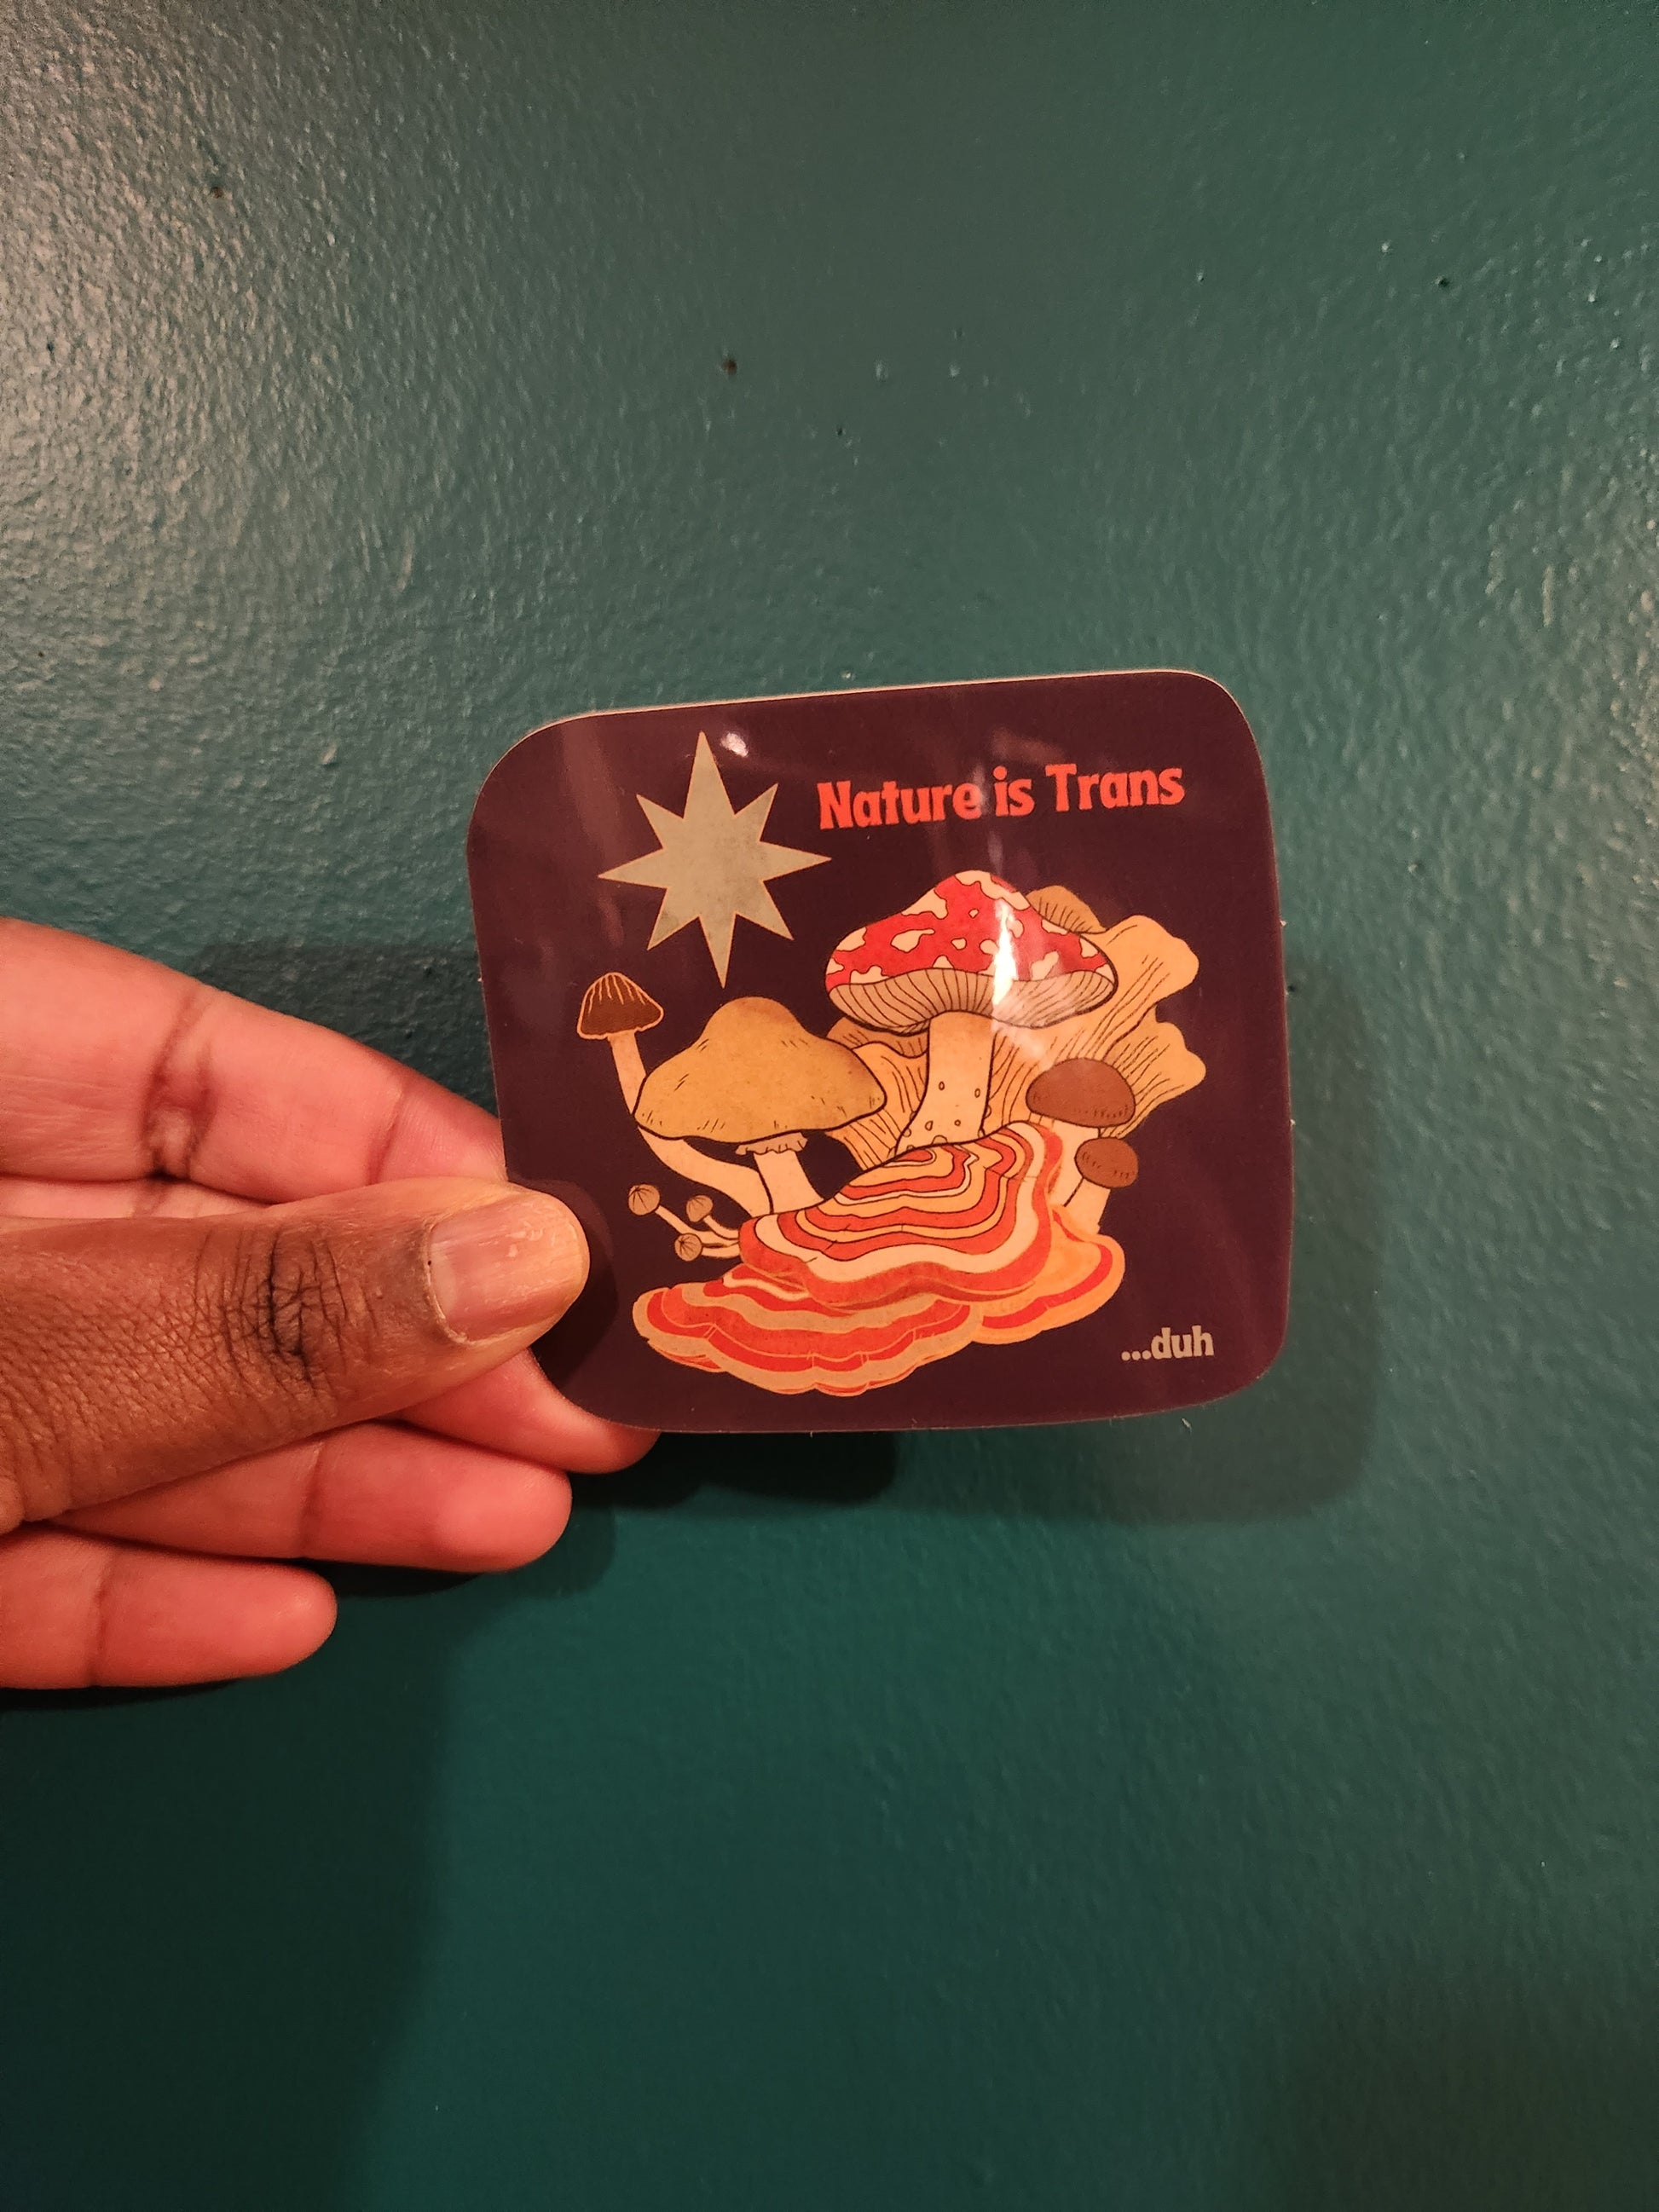 Nature is Trans
...duh